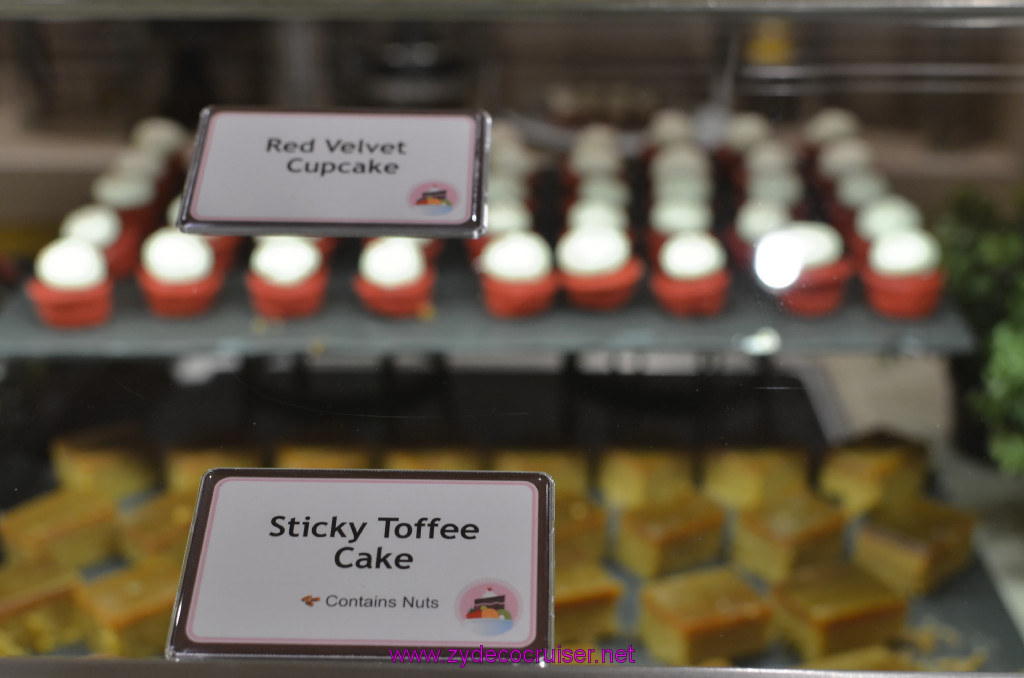 Red Velvet
Cupcake
Sticky Toffee
Cake
Contains Nuts
www.zydecocruiser.net